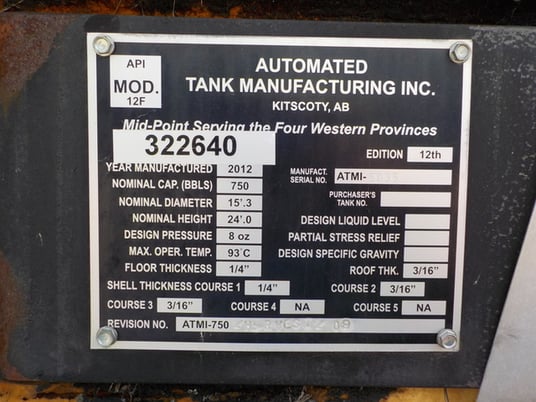 API
MOD.
12F
AUTOMATED
TANK MANUFACTURING INC.
KITSCOTY, AB
Mid-Point Serving the Four Western Provinces
322640
EDITION 12th
YEAR MANUFACTURED 2012
MANUFACT. SERIAL NO. ATMI-
NOMINAL CAP. (BBLS) 750
PURCHASER'S TANK NO.
NOMINAL DIAMETER 15'.3
NOMINAL HEIGHT 24'.0
DESIGN LIQUID LEVEL
DESIGN PRESSURE 8 oz
PARTIAL STRESS RELIEF
MAX. OPER. TEMP. 93°C
DESIGN SPECIFIC GRAVITY
FLOOR THICKNESS 1/4"
ROOF THK. 3/16"
SHELL THICKNESS COURSE 1 1/4"
COURSE 2 3/16"
COURSE 3 3/16" COURSE 4 NA COURSE 5 NA
REVISION NO. ATMI-750